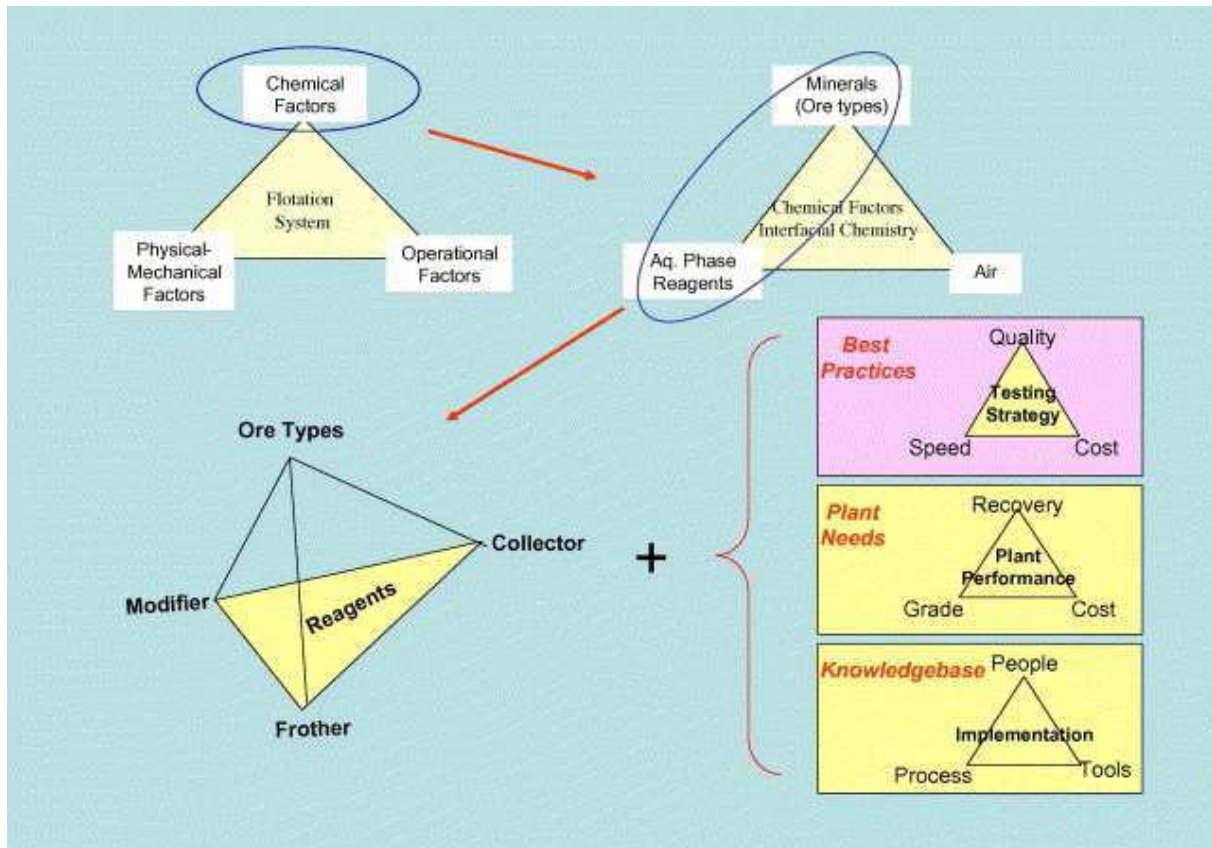 Chemical
Factors
Flotation
System
Physical-
Mechanical
Factors
Operational
Factors
Minerals
(Ore types)
Chemical Factors
Interfacial Chemistry
Aq. Phase
Reagents
Air
Ore Types
Collector
Modifier
Reagents
Frother
+
Best
Practices
Quality
Testing
Strategy
Speed
Cost
Plant
Needs
Recovery
Plant
Performance
Grade
Cost
Knowledgebase
People
Implementation
Process
Tools